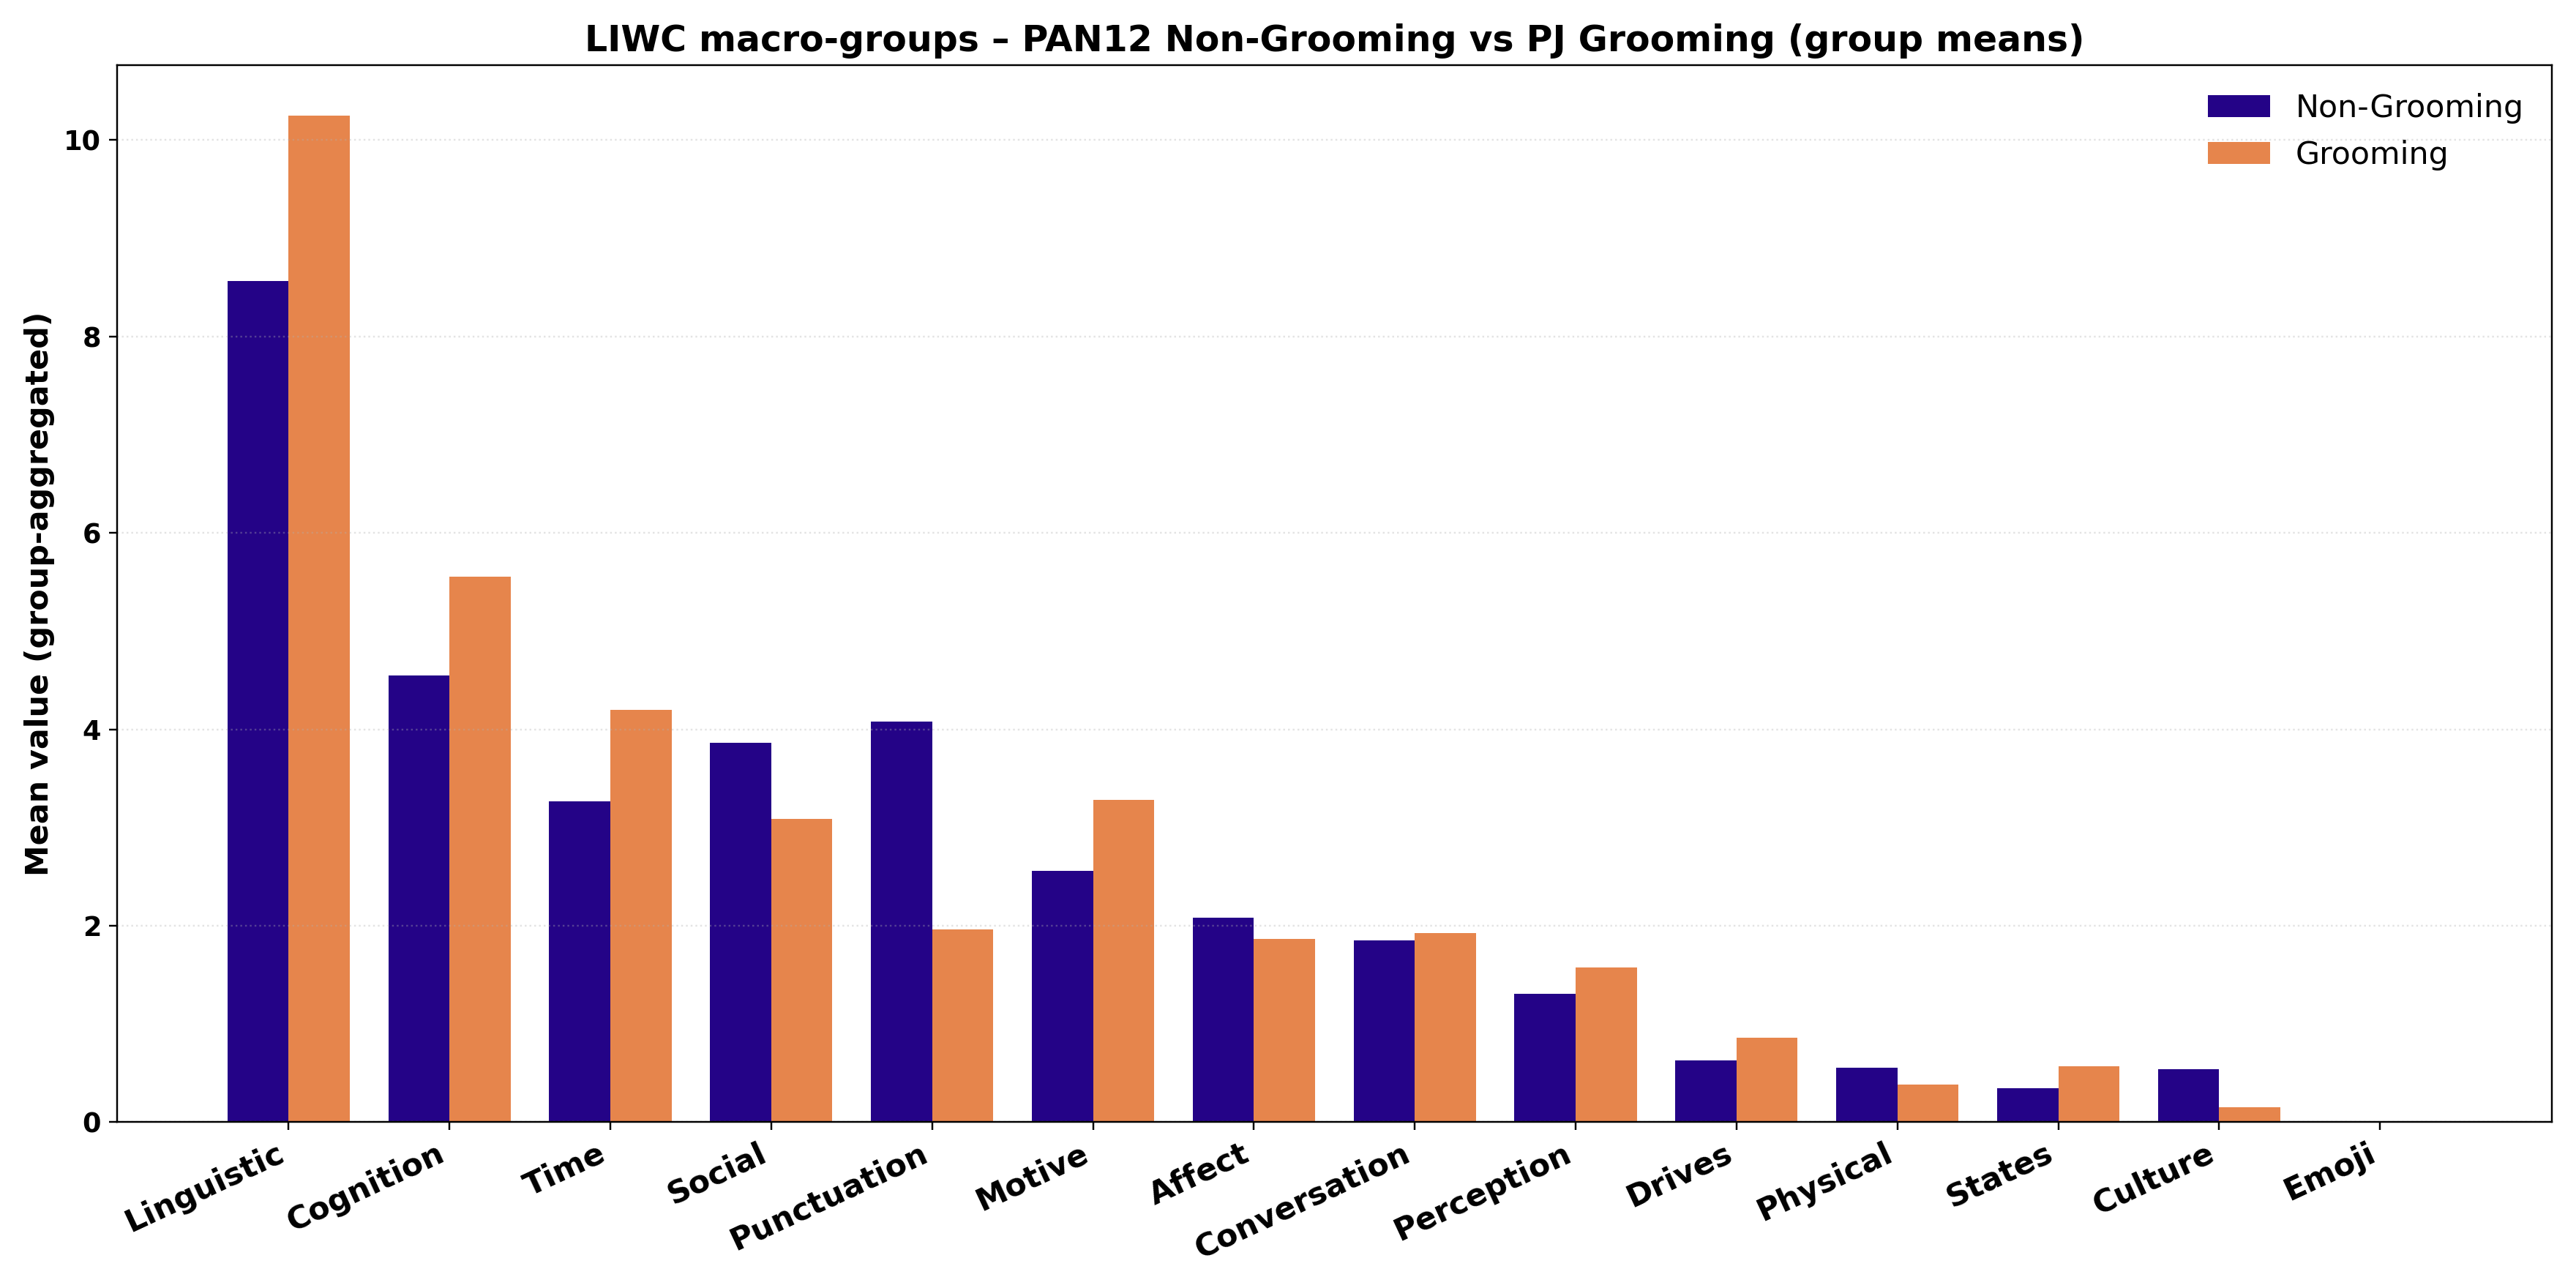 LIWC macro-groups – PAN12 Non-Grooming vs PJ Grooming (group means)
Non-Grooming
Grooming
Mean value (group-aggregated)
10
8
6
4
2
0
Linguistic
Cognition
Time
Social
Punctuation
Motive
Affect
Conversation
Perception
Drives
Physical
States
Culture
Emoji